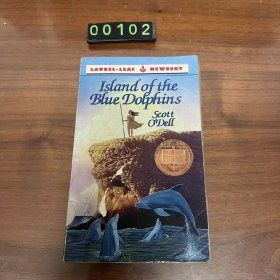 00102
LAUREL-LEAF NEWBERY
Island of the
Blue Dolphins
Scott
O'Dell